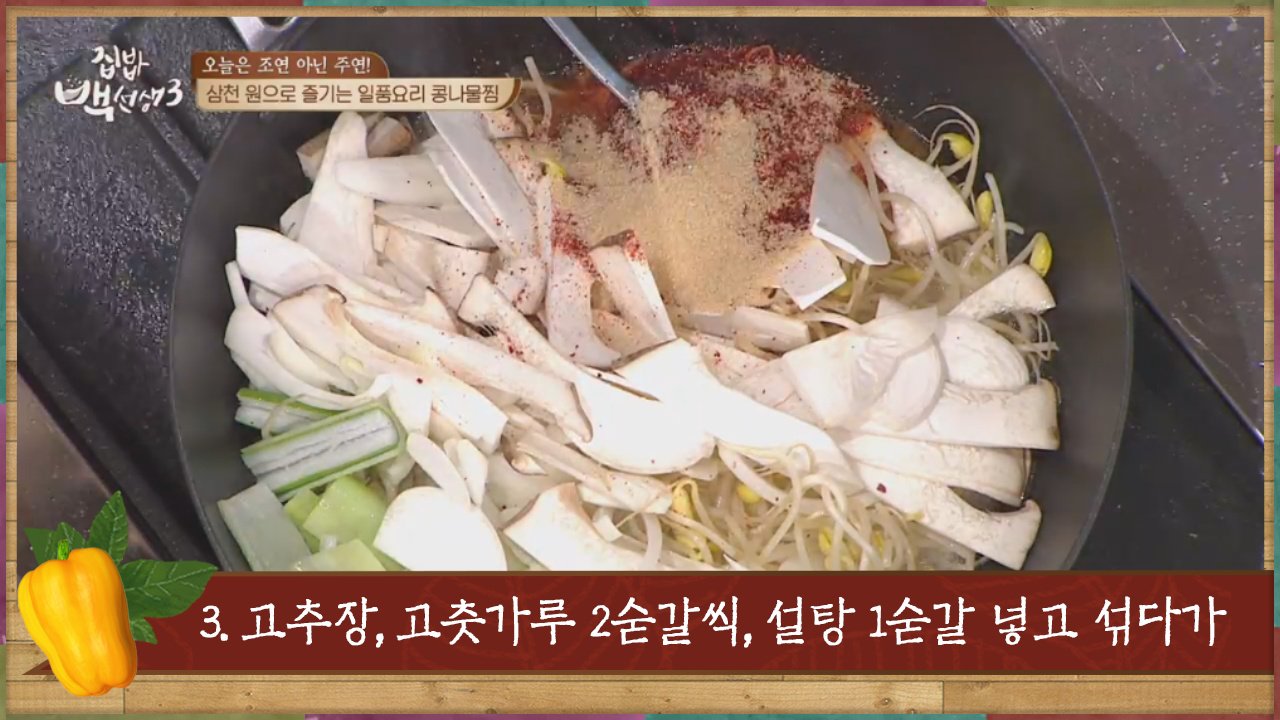 집밥
백선생3
오늘은 조연 아닌 주연!
삼천 원으로 즐기는 일품요리 콩나물찜
3. 고추장, 고춧가루 2숟갈씩, 설탕 1숟갈 넣고 섞다가